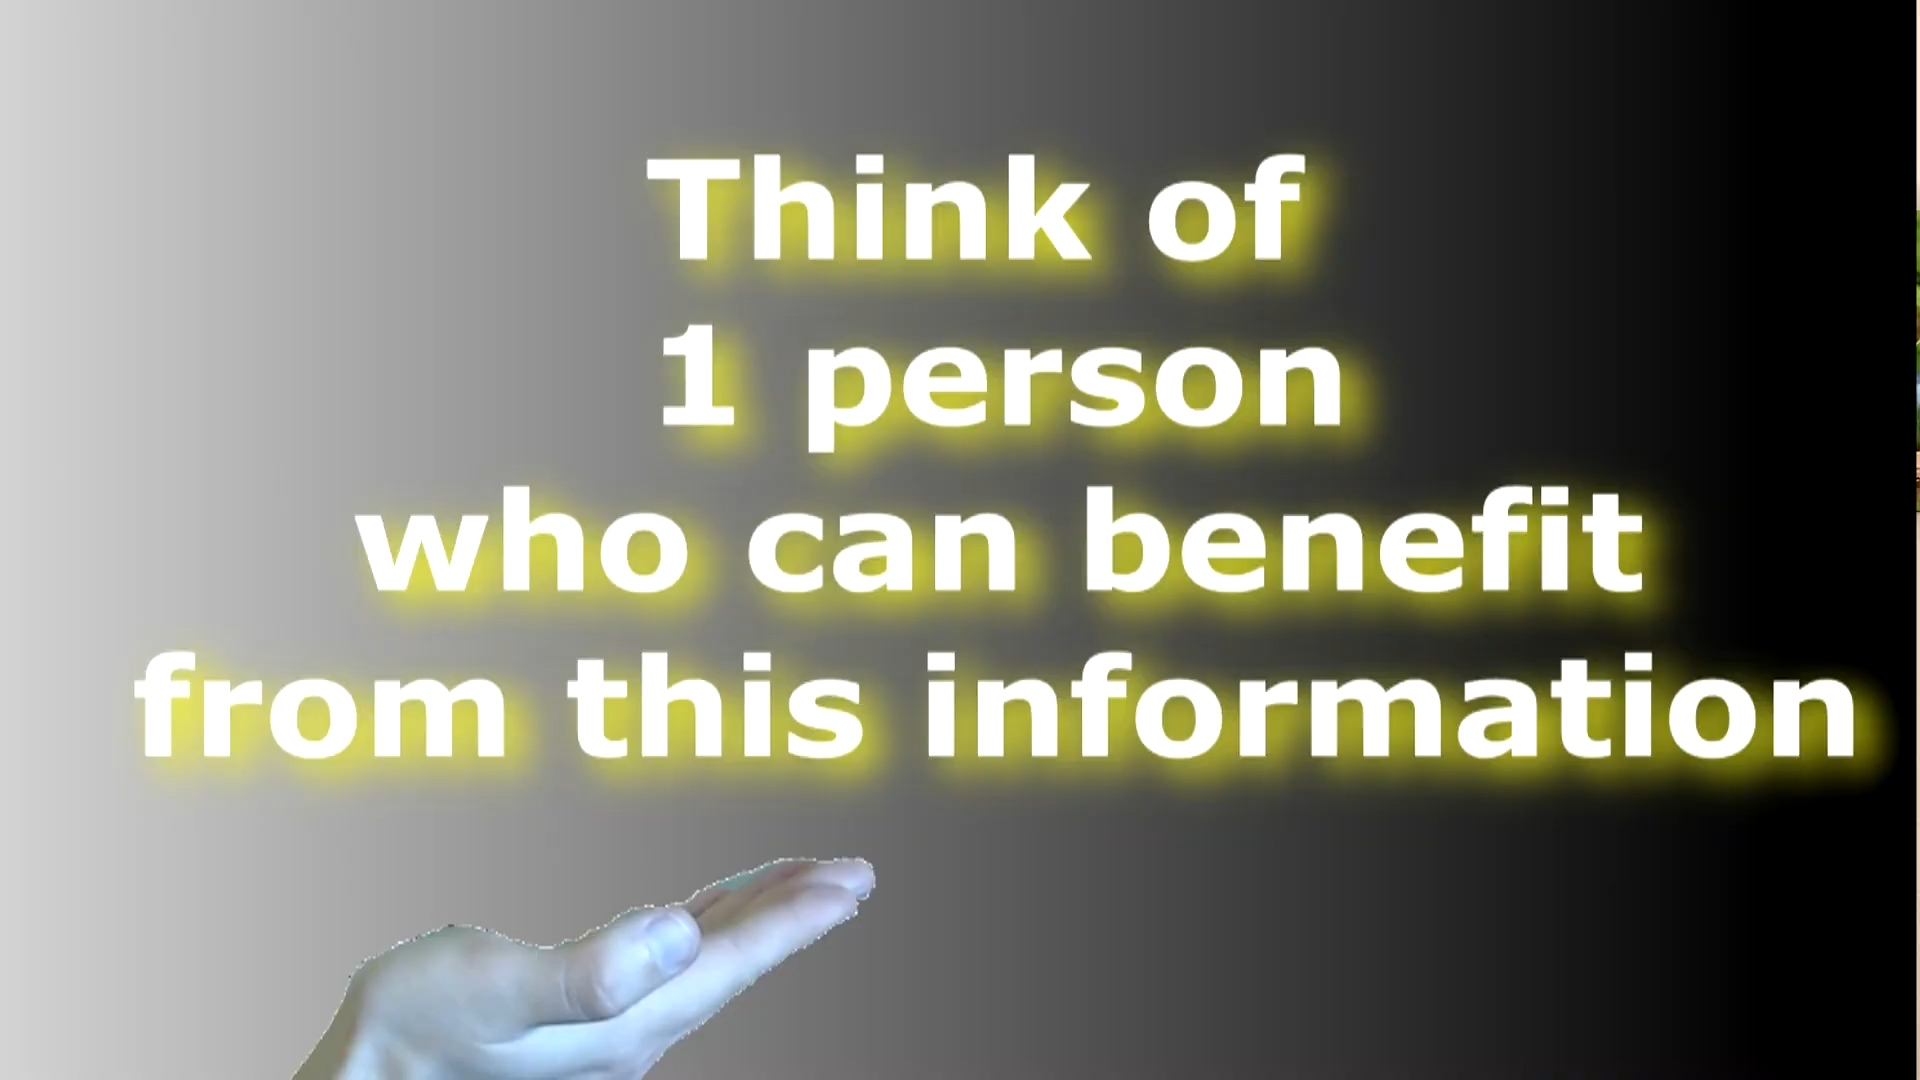 Think of
1 person
who can benefit
from this information